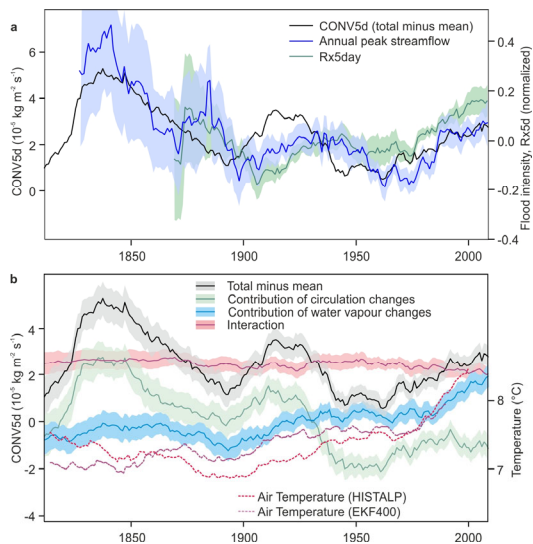 a
CONV5d (total minus mean)
Annual peak streamflow
Rx5day
6
4
2
0
CONV5d (10⁻⁵ kg m⁻² s⁻¹)
0.4
0.2
0.0
-0.2
-0.4
Flood intensity, Rx5d (normalized)
1850
1900
1950
2000
b
Total minus mean
Contribution of circulation changes
Contribution of water vapour changes
Interaction
4
2
0
-2
-4
CONV5d (10⁻⁵ kg m⁻² s⁻¹)
8
7
Temperature (°C)
Air Temperature (HISTALP)
Air Temperature (EKF400)
1850
1900
1950
2000